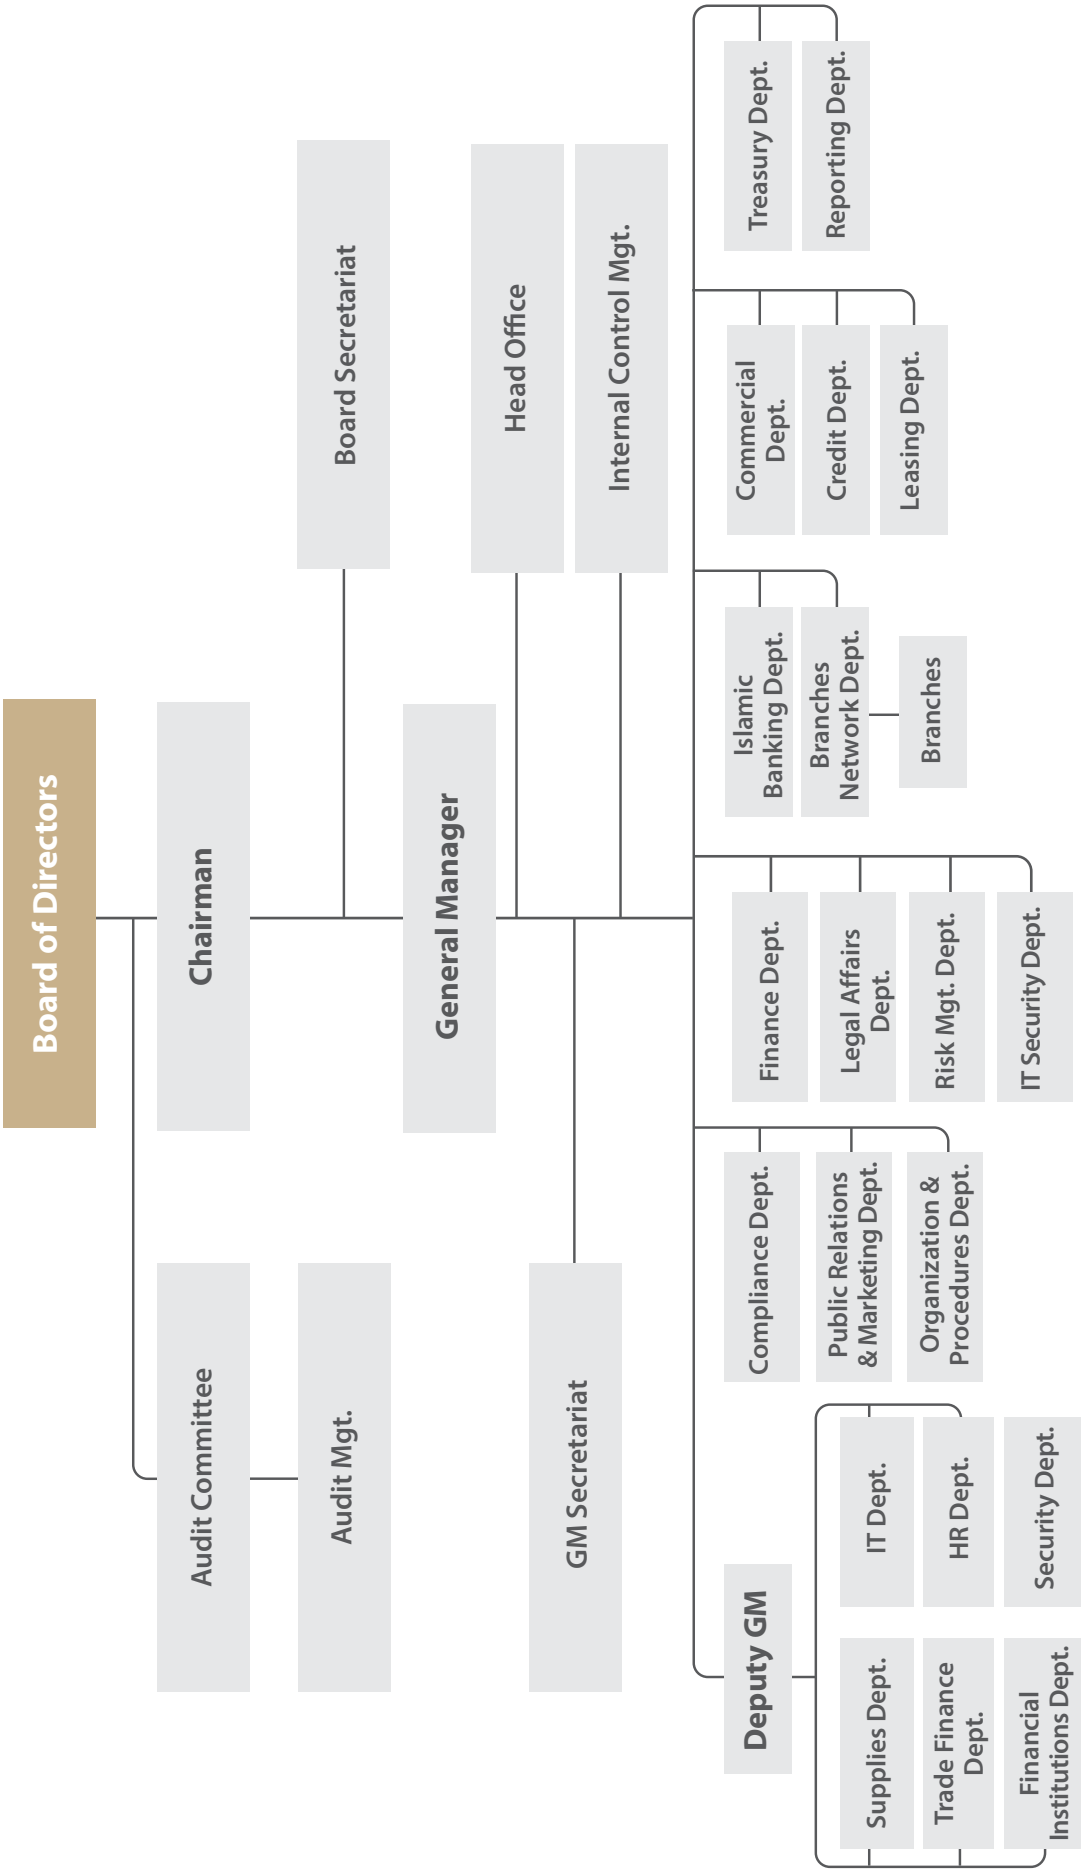 Board of Directors
Audit Committee
Chairman
Audit Mgt.
Board Secretariat
General Manager
Head Office
GM Secretariat
Internal Control Mgt.
Deputy GM
Supplies Dept.
IT Dept.
Trade Finance
Dept.
HR Dept.
Financial
Institutions Dept.
Security Dept.
Compliance Dept.
Public Relations
& Marketing Dept.
Organization &
Procedures Dept.
Finance Dept.
Legal Affairs
Dept.
Risk Mgt. Dept.
IT Security Dept.
Islamic
Banking Dept.
Branches
Network Dept.
Branches
Commercial
Dept.
Credit Dept.
Leasing Dept.
Treasury Dept.
Reporting Dept.